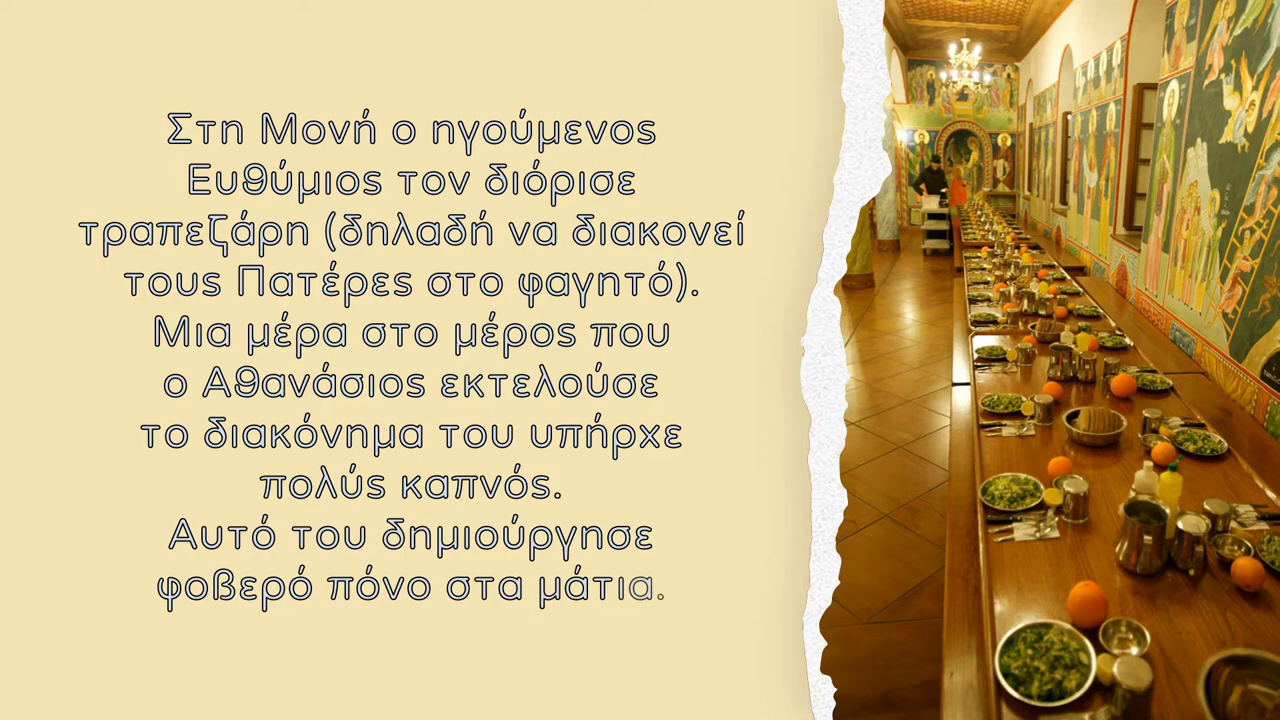 Στη Μονή ο ηγούμενος
Ευθύμιος τον διόρισε
τραπεζάρη (δηλαδή να διακονεί
τους Πατέρες στο φαγητό).
Μια μέρα στο μέρος που
ο Αθανάσιος εκτελούσε
το διακόνημα του υπήρχε
πολύς καπνός.
Αυτό του δημιούργησε
φοβερό πόνο στα μάτια.